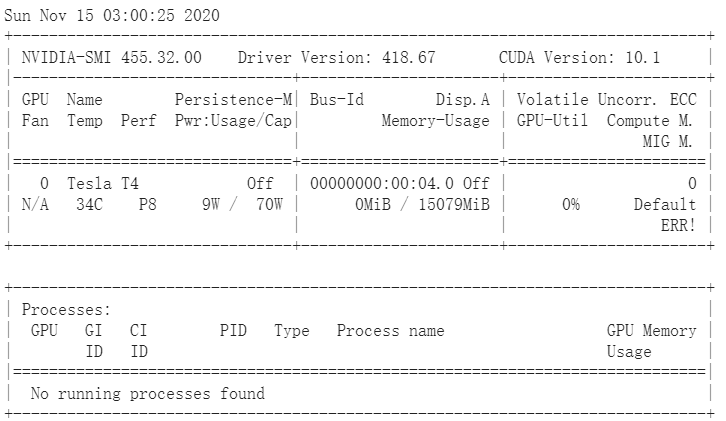 Sun Nov 15 03:00:25 2020
+-----------------------------------------------------------------------------+
| NVIDIA-SMI 455.32.00    Driver Version: 418.67       CUDA Version: 10.1     |
|-------------------------------+----------------------+----------------------+
| GPU  Name        Persistence-M| Bus-Id        Disp.A | Volatile Uncorr. ECC |
| Fan  Temp  Perf  Pwr:Usage/Cap|         Memory-Usage | GPU-Util  Compute M. |
|                               |                      |               MIG M. |
|===============================+======================+======================|
|   0  Tesla T4            Off  | 00000000:00:04.0 Off |                    0 |
| N/A   34C    P8     9W /  70W |      0MiB / 15079MiB |      0%      Default |
|                               |                      |                 ERR! |
+-------------------------------+----------------------+----------------------+

+-----------------------------------------------------------------------------+
| Processes:                                                                  |
|  GPU   GI   CI        PID   Type   Process name                  GPU Memory |
|        ID   ID                                                   Usage      |
|=============================================================================|
|  No running processes found                                                 |
+-----------------------------------------------------------------------------+